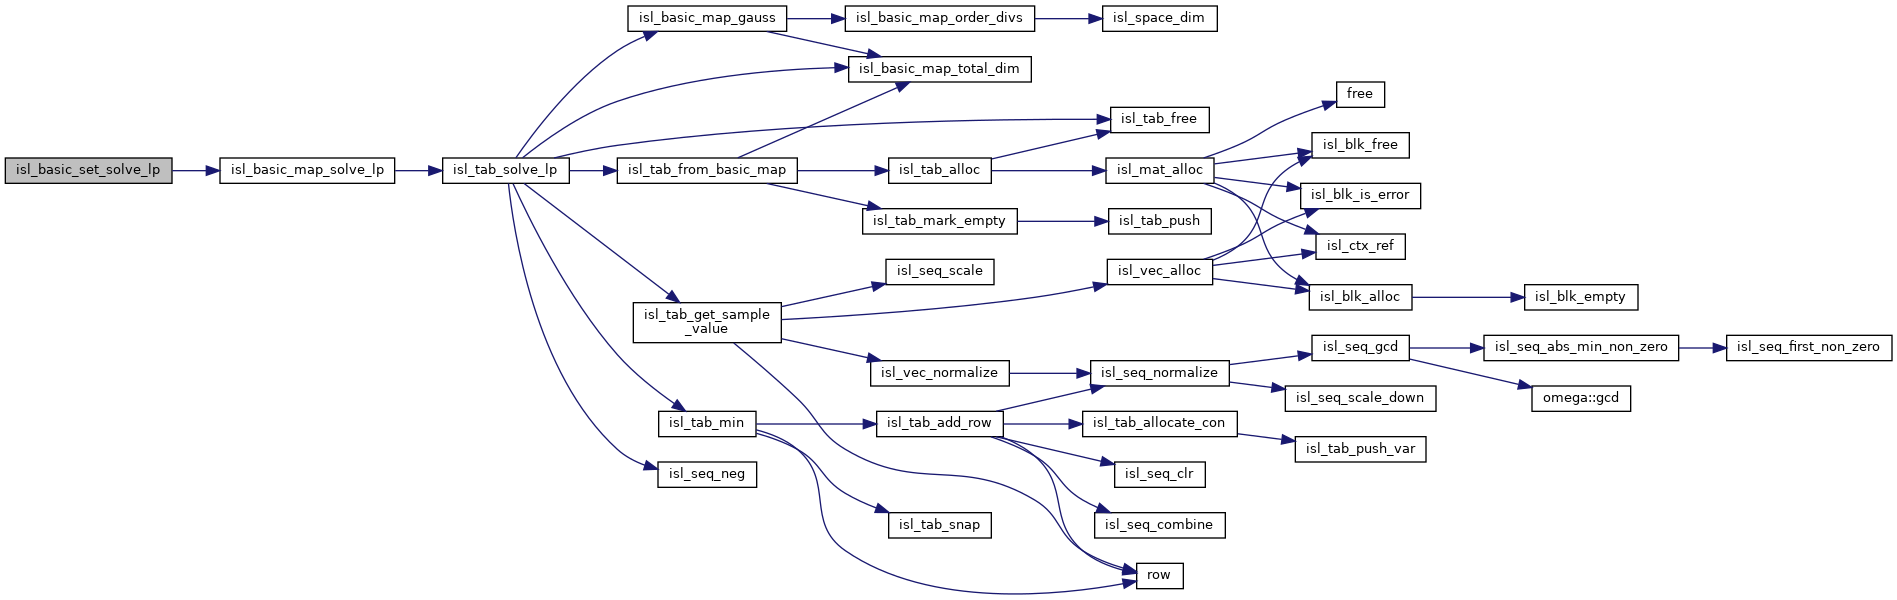 isl_basic_map_gauss
isl_basic_map_order_divs
isl_space_dim
isl_basic_map_total_dim
free
isl_tab_free
isl_blk_free
isl_basic_set_solve_lp
isl_basic_map_solve_lp
isl_tab_solve_lp
isl_tab_from_basic_map
isl_tab_alloc
isl_mat_alloc
isl_blk_is_error
isl_tab_mark_empty
isl_tab_push
isl_ctx_ref
isl_seq_scale
isl_vec_alloc
isl_blk_alloc
isl_blk_empty
isl_tab_get_sample
_value
isl_seq_gcd
isl_seq_abs_min_non_zero
isl_seq_first_non_zero
isl_vec_normalize
isl_seq_normalize
isl_seq_scale_down
omega::gcd
isl_tab_min
isl_tab_add_row
isl_tab_allocate_con
isl_tab_push_var
isl_seq_neg
isl_seq_clr
isl_tab_snap
isl_seq_combine
row